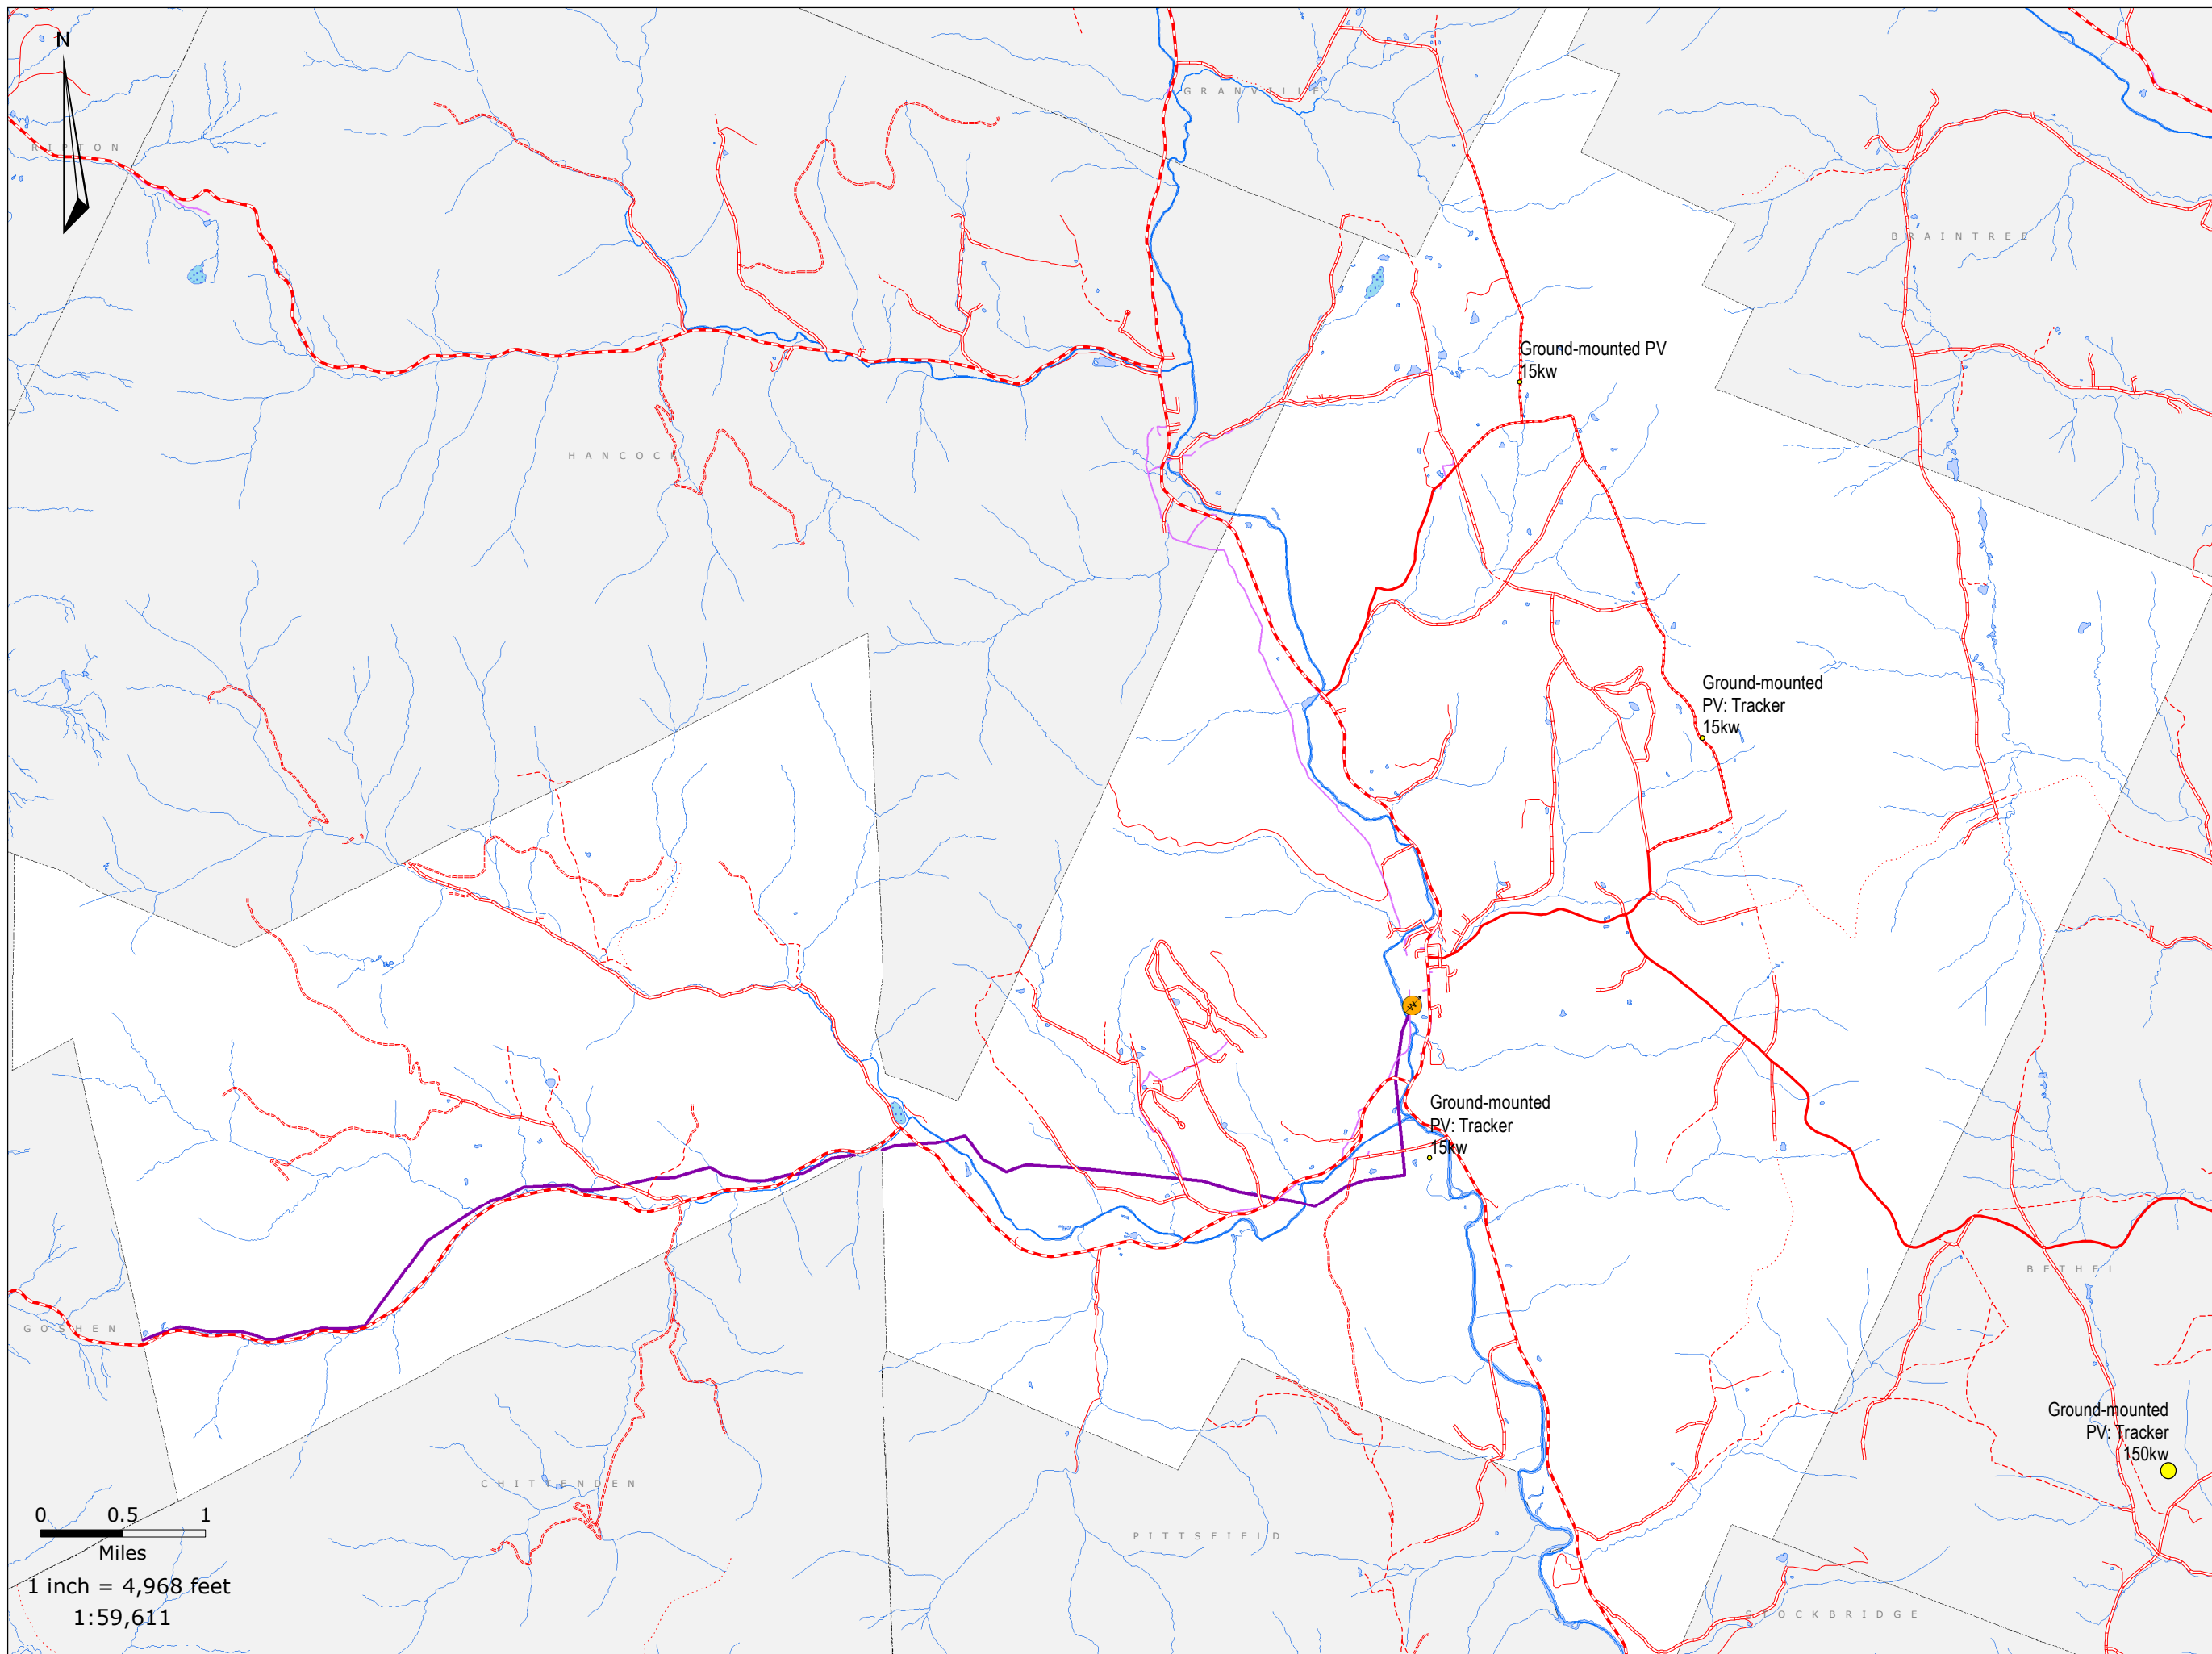 N
GRANVILLE
RIPTON
BRAINTREE
Ground-mounted PV
15kw
HANCOCK
Ground-mounted
PV: Tracker
15kw
Ground-mounted
PV: Tracker
15kw
BETHEL
GOSHEN
Ground-mounted
PV: Tracker
150kw
CHITTENDEN
PITTSFIELD
STOCKBRIDGE
0 0.5 1
Miles
1 inch = 4,968 feet
1:59,611